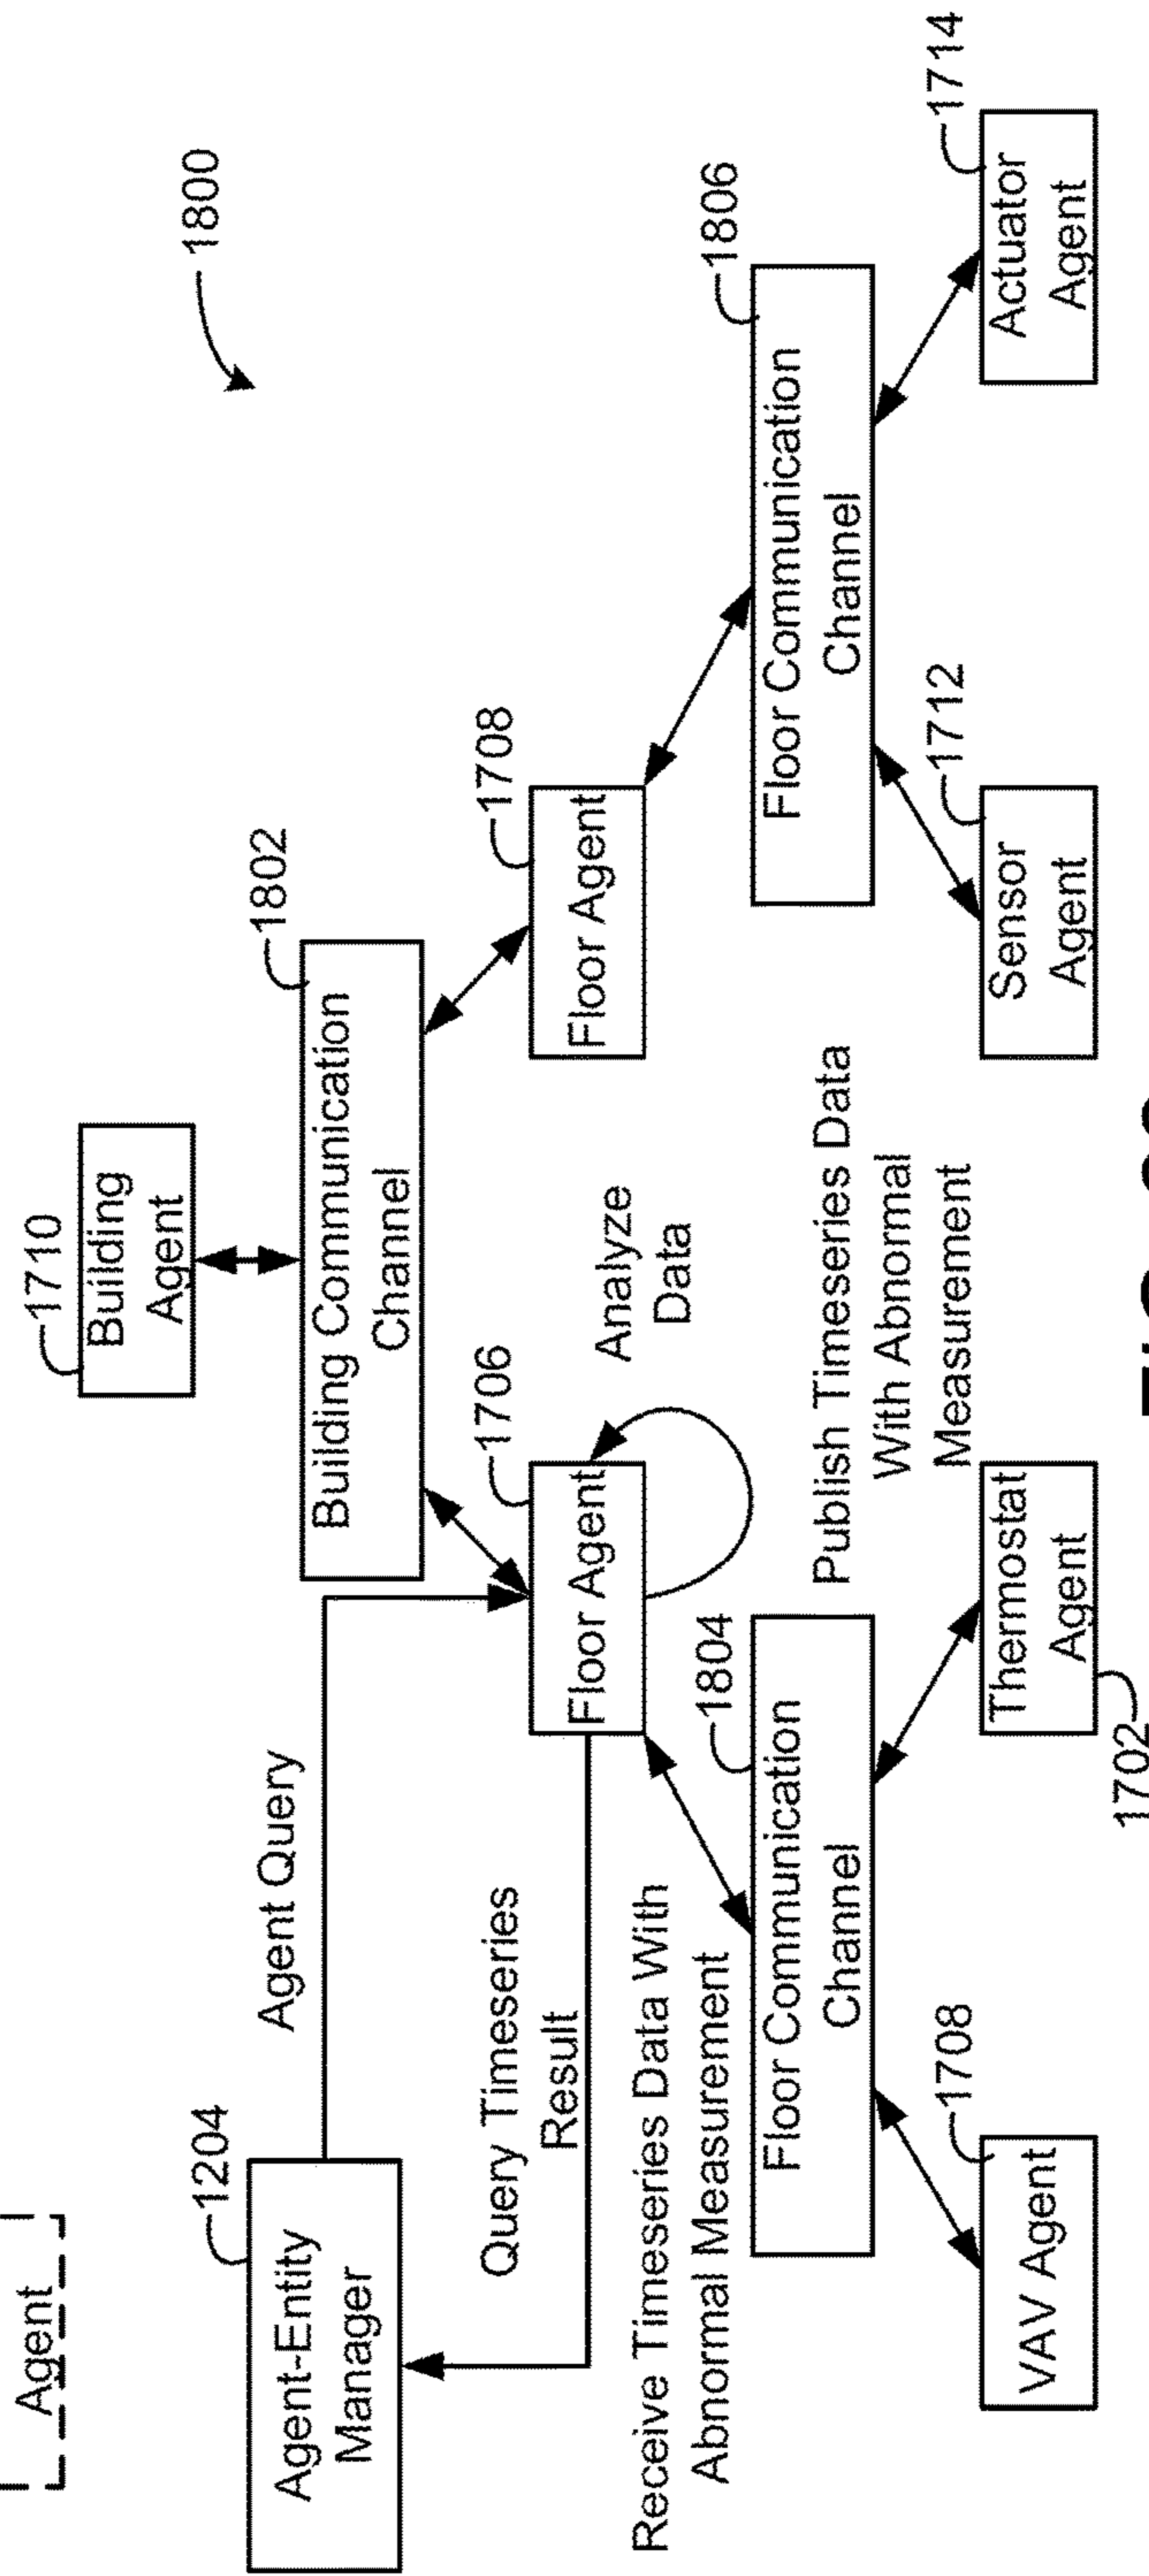 Agent
1800
1710
Building
Agent
1204
Agent-Entity
Manager
Agent Query
1802
Building Communication
Channel
Query Timeseries
Result
1706
Floor Agent
1708
Floor Agent
Analyze
Data
Receive Timeseries Data With
Abnormal Measurement
1804
Floor Communication
Channel
Publish Timeseries Data
With Abnormal
Measurement
1806
Floor Communication
Channel
1708
VAV Agent
Thermostat
Agent
1702
1712
Sensor
Agent
1714
Actuator
Agent